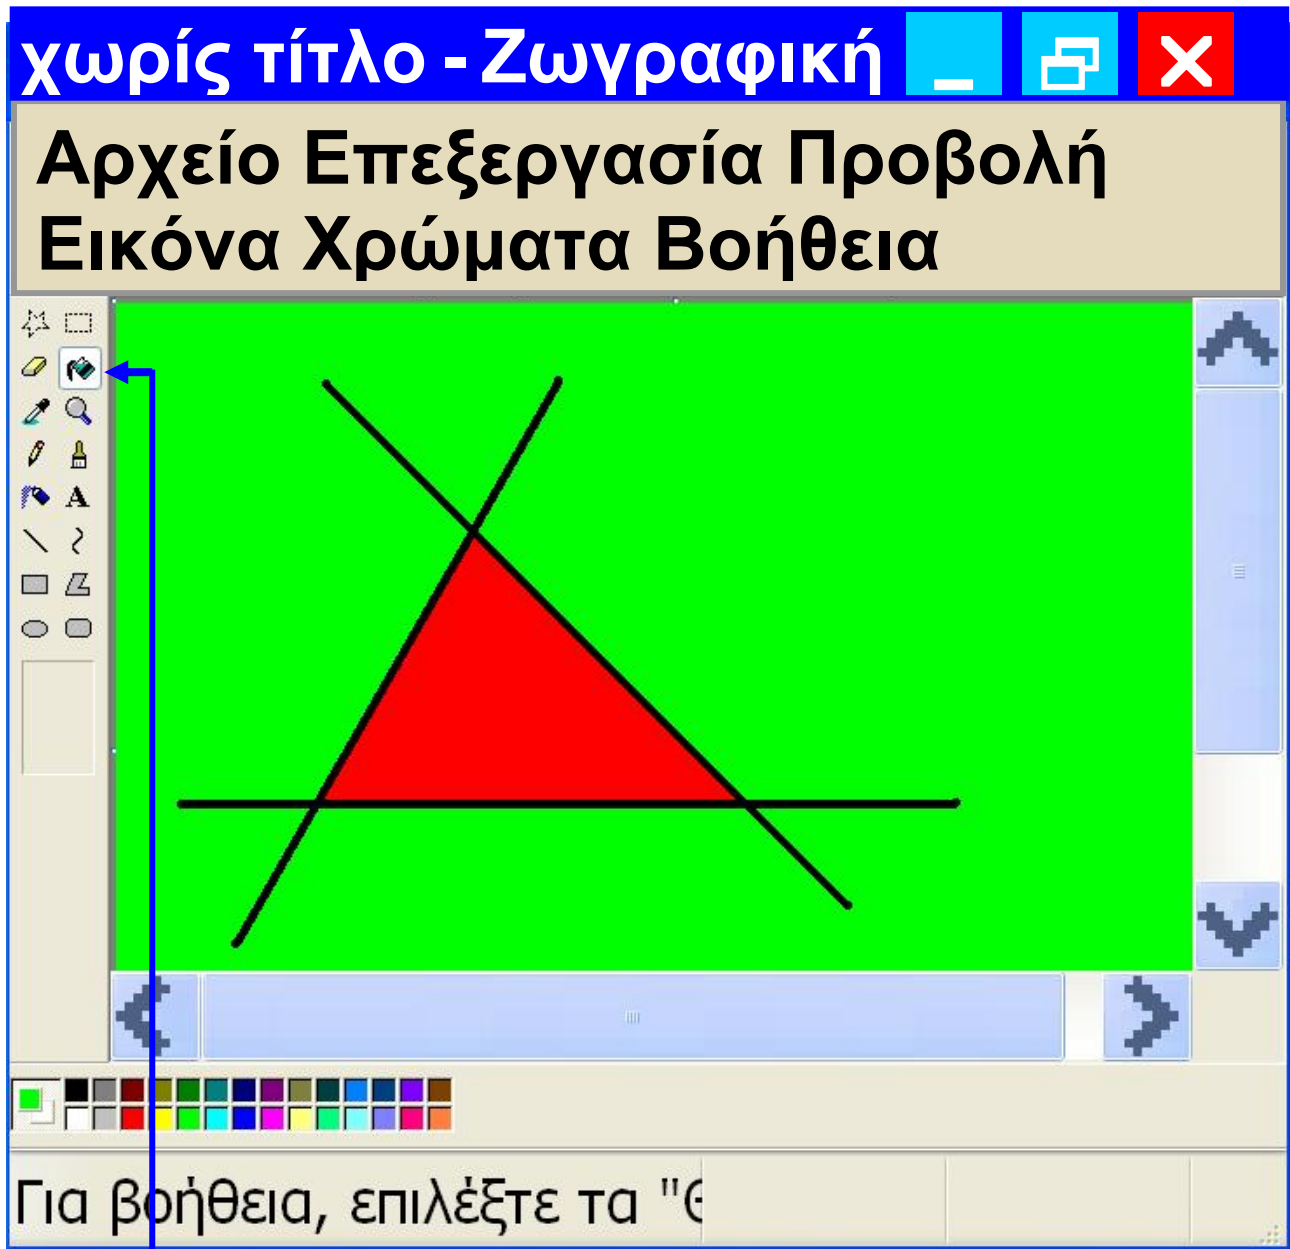 χωρίς τίτλο - Ζωγραφική
Αρχείο Επεξεργασία Προβολή
Εικόνα Χρώματα Βοήθεια
A
Για βοήθεια, επιλέξτε τα "Θ